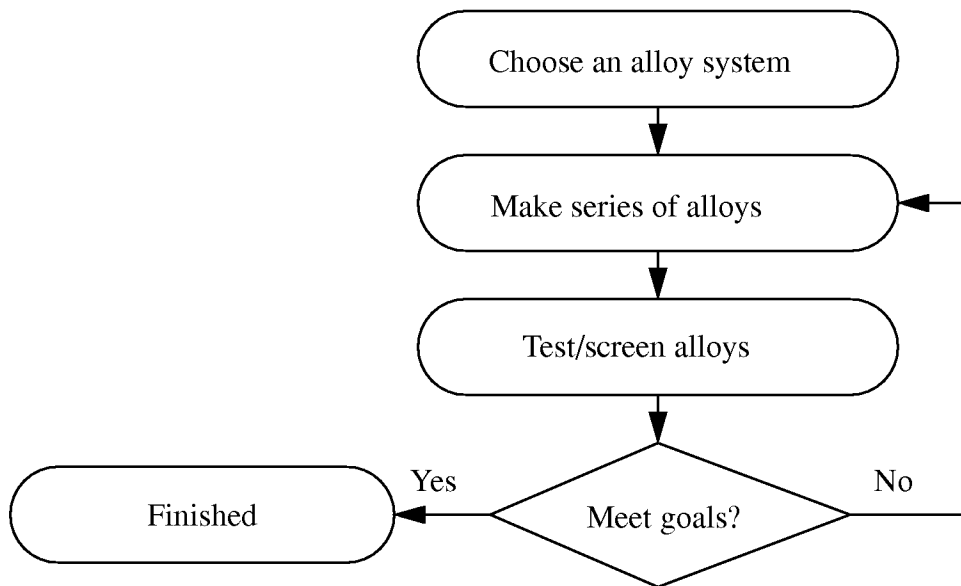 Choose an alloy system
Make series of alloys
Test/screen alloys
Yes
No
Finished
Meet goals?